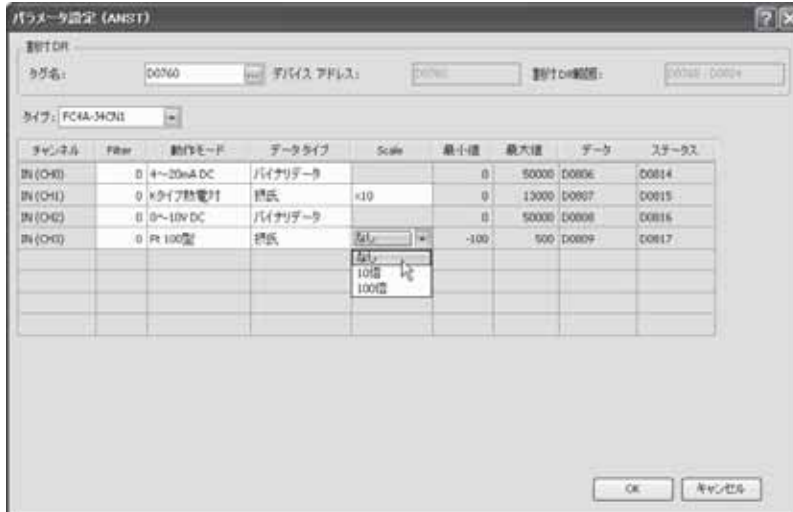 パラメータ設定 (ANST)
割付DR
タグ名: D0760 デバイス アドレス: D0760 割付DR範囲:
タイプ: FC4A-J4CN1
チャンネル Filter 動作モード データ タイプ Scale 最小値 最大値 データ ステータス
IN (CH0) 0 4～20mA DC バイナリデータ 0 50000 D0806 D0814
IN (CH1) 0 Kタイプ熱電対 摂氏 ×10 0 13000 D0807 D0815
IN (CH2) 0 0～10V DC バイナリデータ 0 50000 D0808 D0816
IN (CH3) 0 Pt 100型 摂氏 なし -100 500 D0809 D0817
なし
10倍
100倍
OK キャンセル